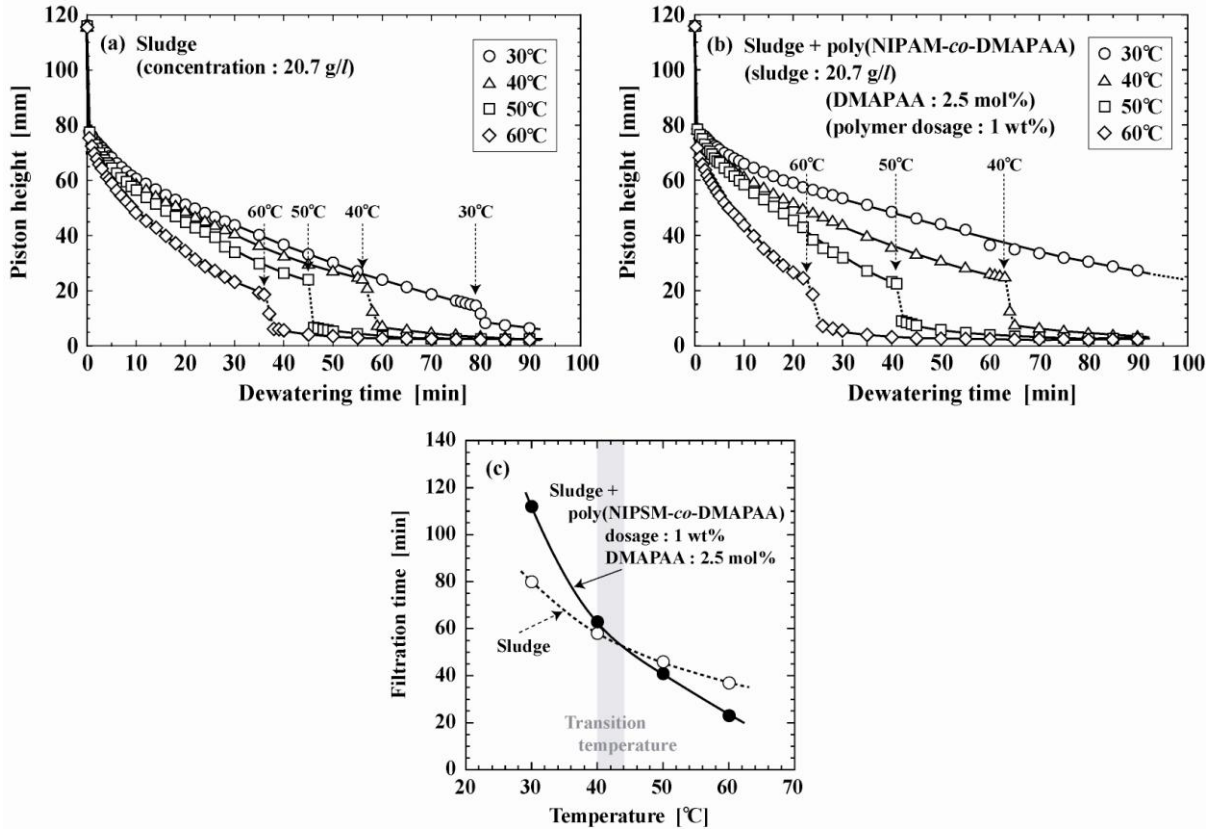 (a) Sludge
(concentration : 20.7 g/l)
30℃
40℃
50℃
60℃
60℃ 50℃ 40℃ 30℃
Piston height [mm]
120
100
80
60
40
20
0
0 10 20 30 40 50 60 70 80 90 100
Dewatering time [min]
(b) Sludge + poly(NIPAM-co-DMAPAA)
(sludge : 20.7 g/l)
(DMAPAA : 2.5 mol%)
(polymer dosage : 1 wt%)
30℃
40℃
50℃
60℃
60℃ 50℃ 40℃
Piston height [mm]
120
100
80
60
40
20
0
0 10 20 30 40 50 60 70 80 90 100
Dewatering time [min]
(c)
Sludge +
poly(NIPSM-co-DMAPAA)
dosage : 1 wt%
DMAPAA : 2.5 mol%
Sludge
Transition
temperature
Filtration time [min]
140
120
100
80
60
40
20
0
20 30 40 50 60 70
Temperature [℃]